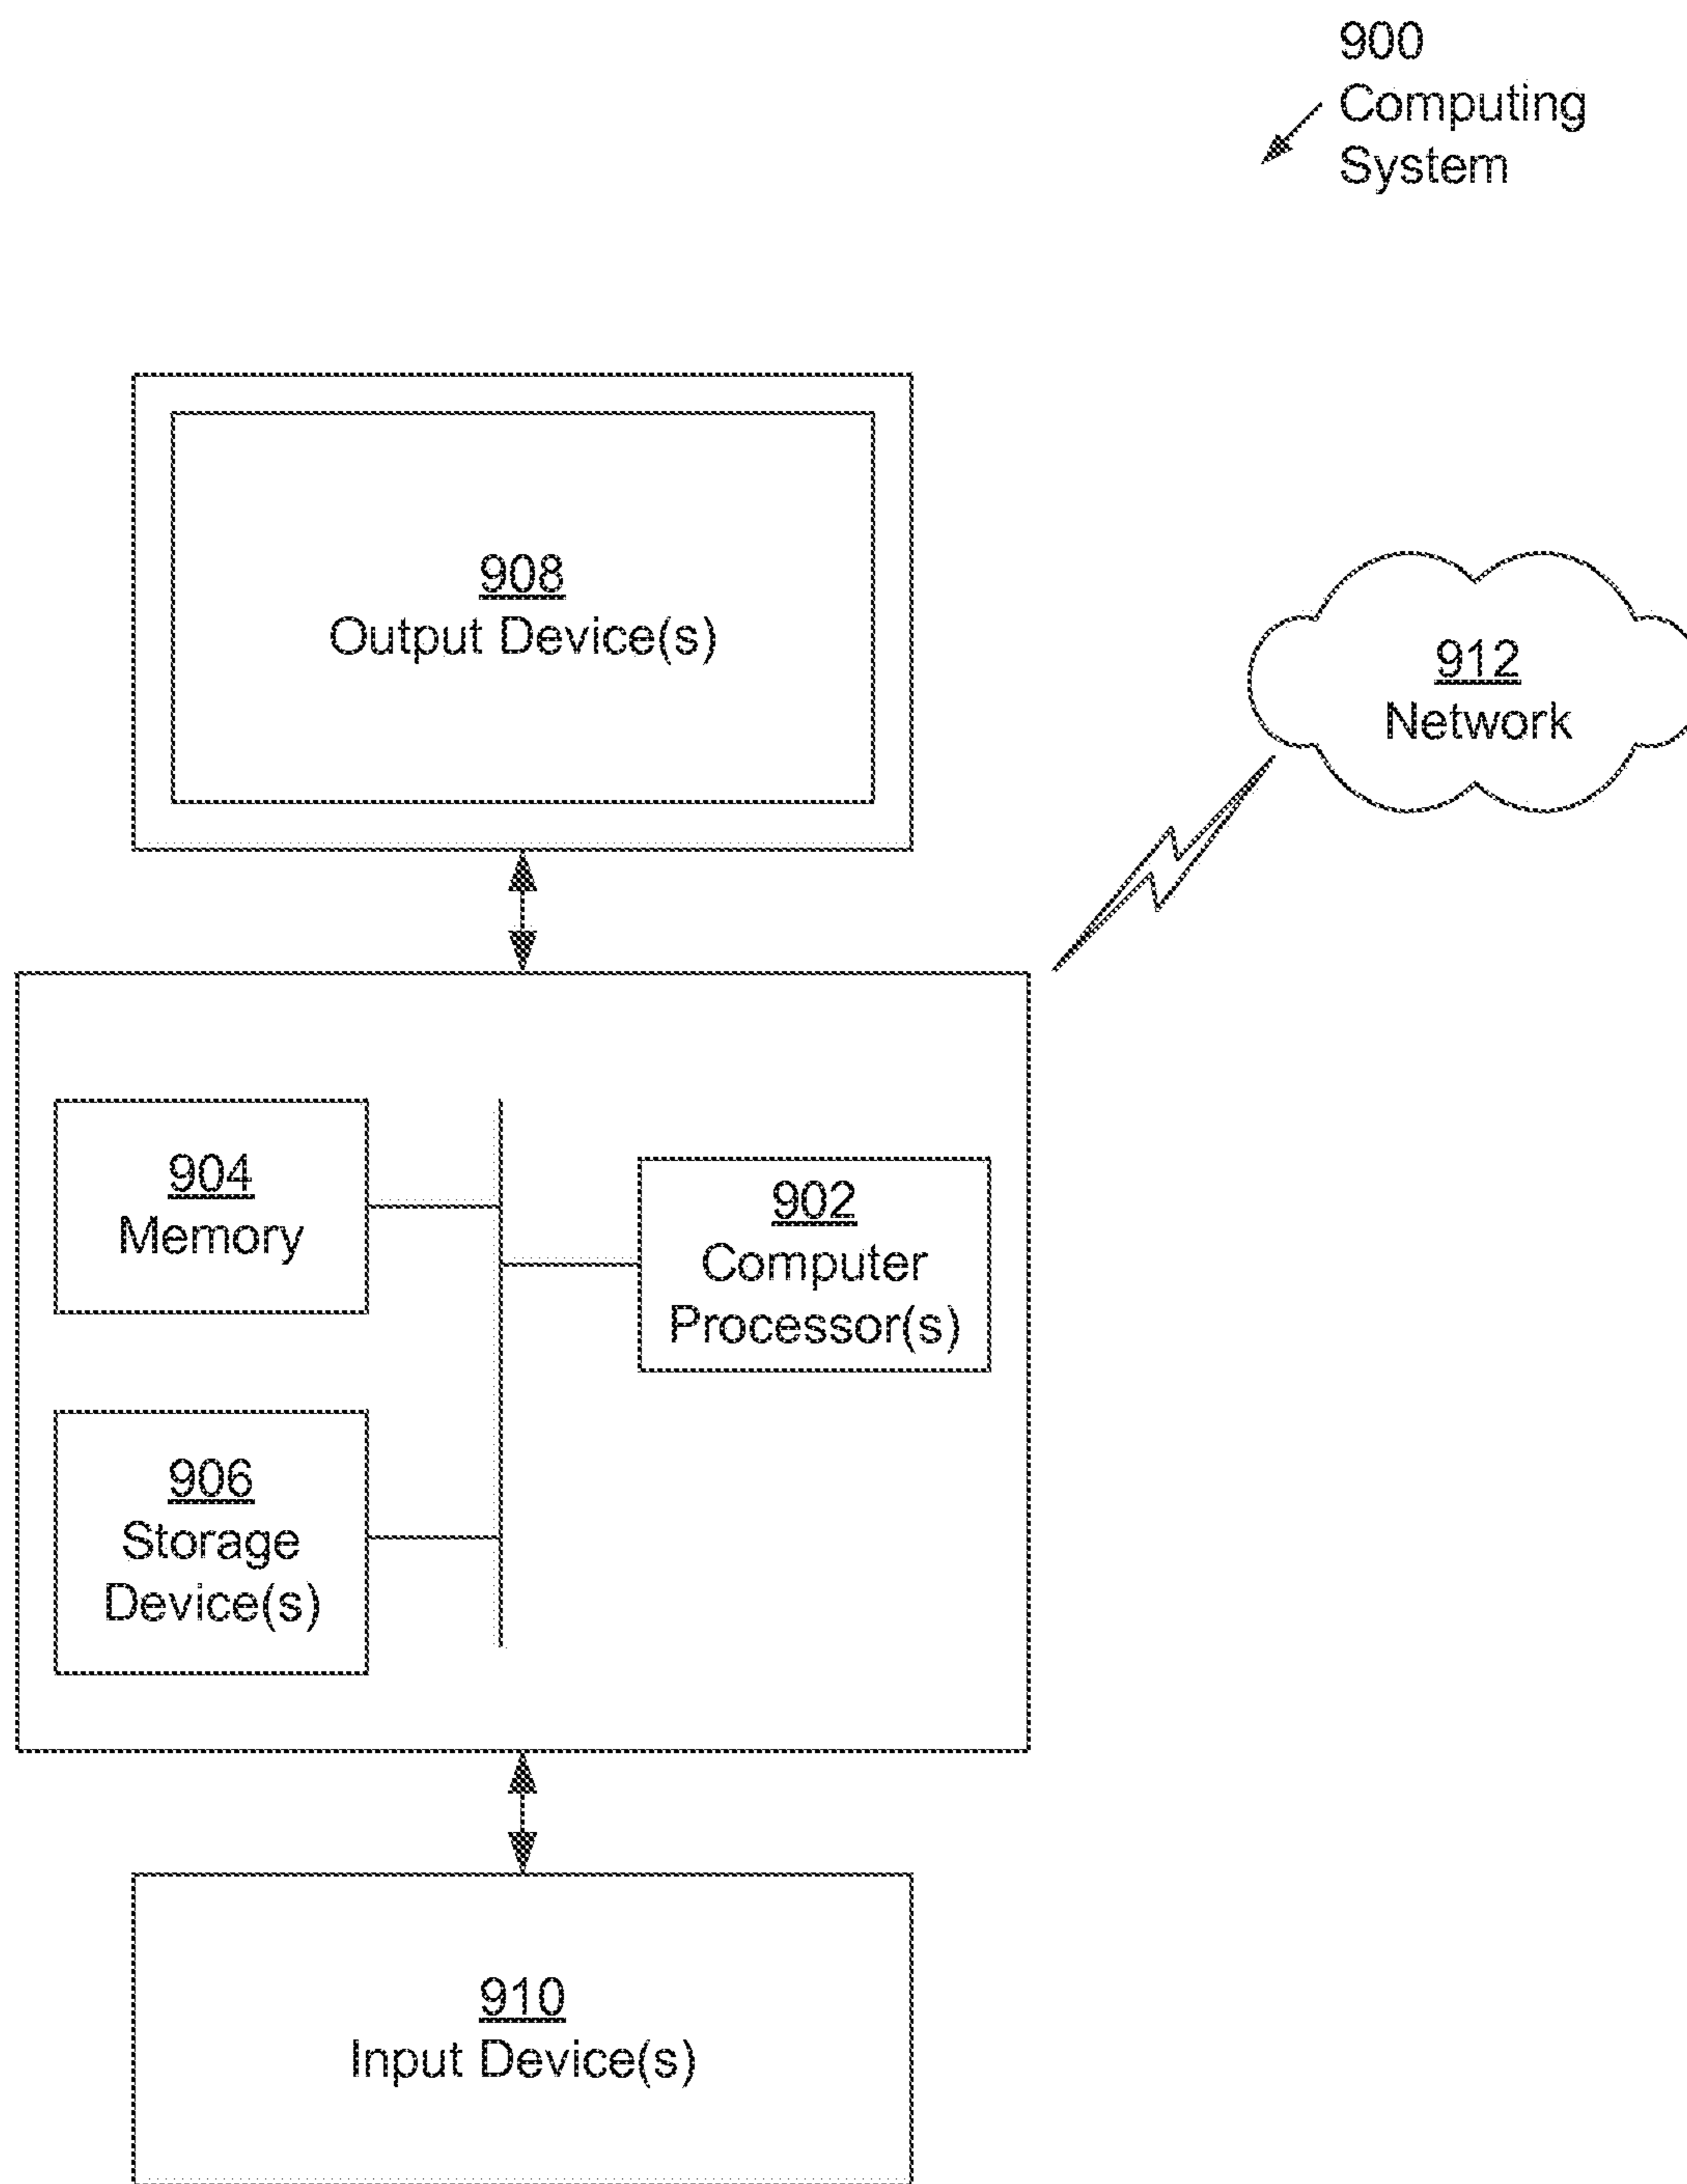 900
Computing
System
908
Output Device(s)
912
Network
904
Memory
902
Computer
Processor(s)
906
Storage
Device(s)
910
Input Device(s)